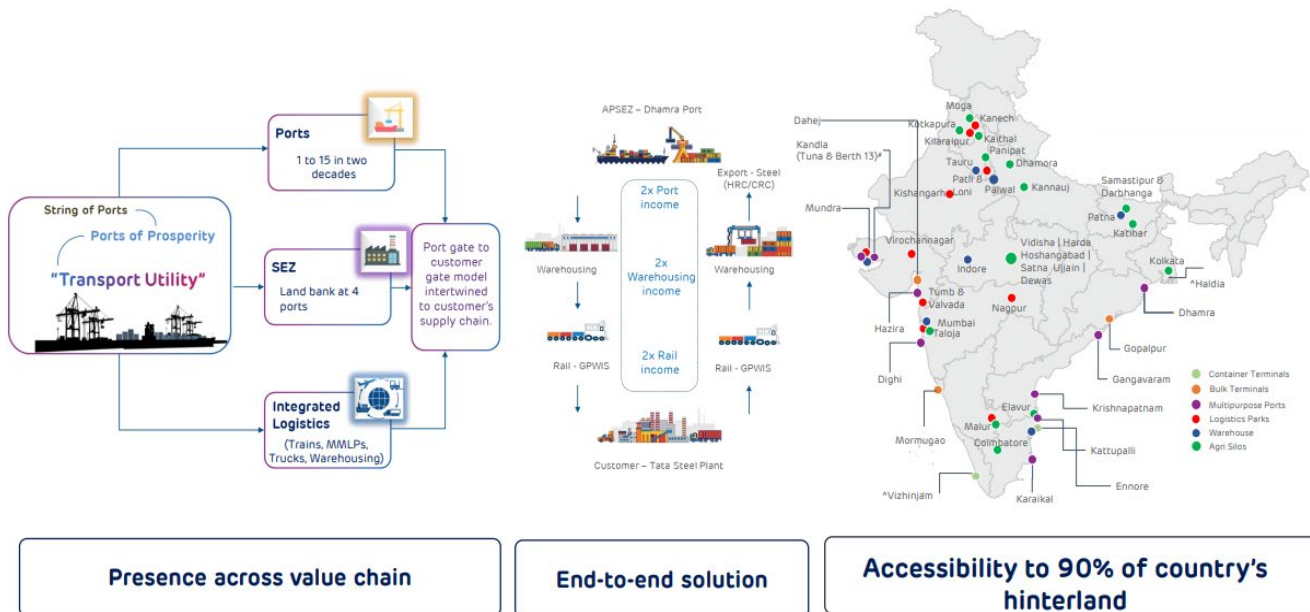 Ports
1 to 15 in two
decades
String of Ports
Ports of Prosperity
"Transport Utility"
SEZ
Land bank at 4
ports
Integrated
Logistics
(Trains, MMLPs,
Trucks, Warehousing)
Port gate to
customer
gate model
intertwined
to customer's
supply chain.
Presence across value chain
APSEZ – Dhamra Port
Export - Steel
(HRC/CRC)
2x Port
income
Warehousing
2x
Warehousing
income
Warehousing
Rail - GPWIS
2x Rail
income
Rail - GPWIS
Customer – Tata Steel Plant
End-to-end solution
Moga
Kanech
Kotkapura
Kilaraipur
Kaithal
Panipat
Dahej
Kandla
(Tuna & Berth 13)
Tauru
Dhamora
Patli &
Palwal
Loni
Kannauj
Kishangarh
Samastipur &
Darbhanga
Patna
Katihar
Mundra
Virochannagar
Indore
Vidisha | Harda
Hoshangabad |
Satna | Ujjain |
Dewas
Kolkata
^Haldia
Tumb &
Valvada
Nagpur
Dhamra
Hazira
Mumbai
Taloja
Gopalpur
Dighi
Gangavaram
Krishnapatnam
Elavur
Mormugao
Malur
Coimbatore
Kattupalli
Ennore
^Vizhinjam
Karaikal
Container Terminals
Bulk Terminals
Multipurpose Ports
Logistics Parks
Warehouse
Agri Silos
Accessibility to 90% of country's
hinterland